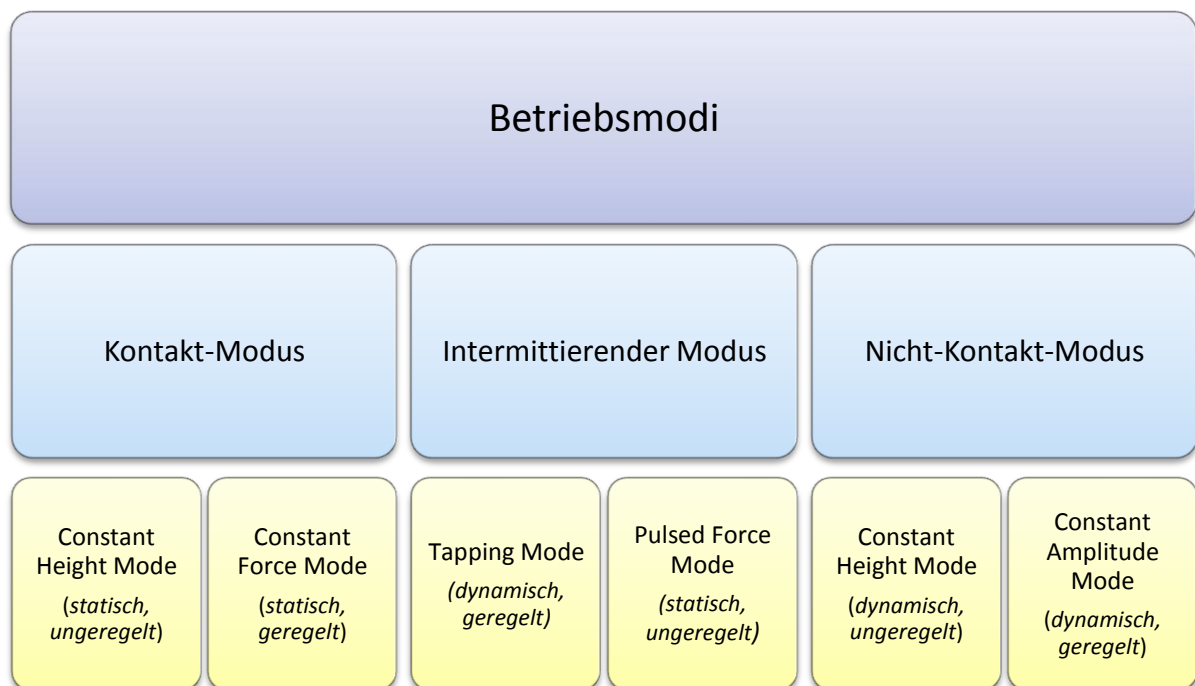 Betriebsmodi
Kontakt-Modus
Intermittierender Modus
Nicht-Kontakt-Modus
Constant
Height Mode
(statisch,
ungeregelt)
Constant
Force Mode
(statisch,
geregelt)
Tapping Mode
(dynamisch,
geregelt)
Pulsed Force
Mode
(statisch,
ungeregelt)
Constant
Height Mode
(dynamisch,
ungeregelt)
Constant
Amplitude
Mode
(dynamisch,
geregelt)